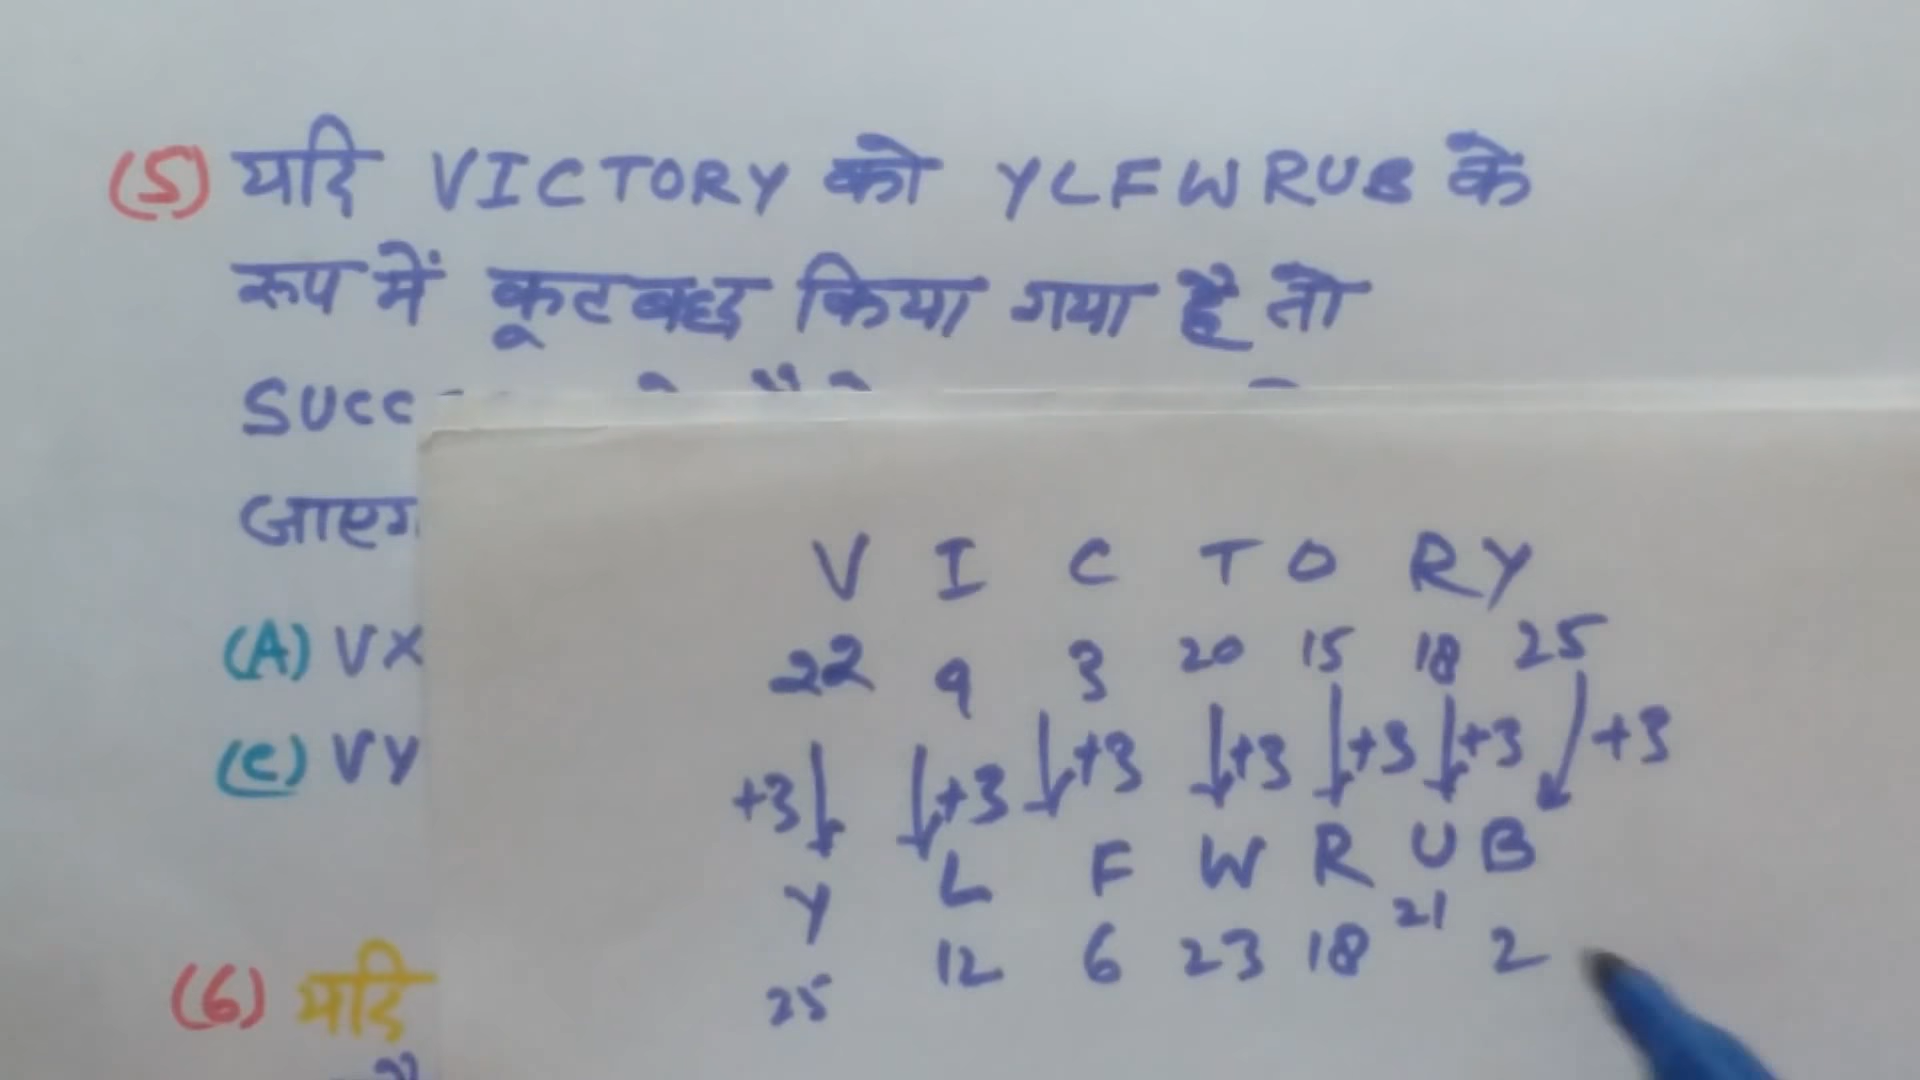 (5) यदि VICTORY को YLFWRUB के
रूप में कूटबद्ध किया गया है तो
SUCC
जाएग
(A) VX
(C) VY
(6) यदि
V I C T O R Y
22 9 3 20 15 18 25
+3 +3 +3 +3 +3 +3 +3
Y L F W R U B
25 12 6 23 18 21 2